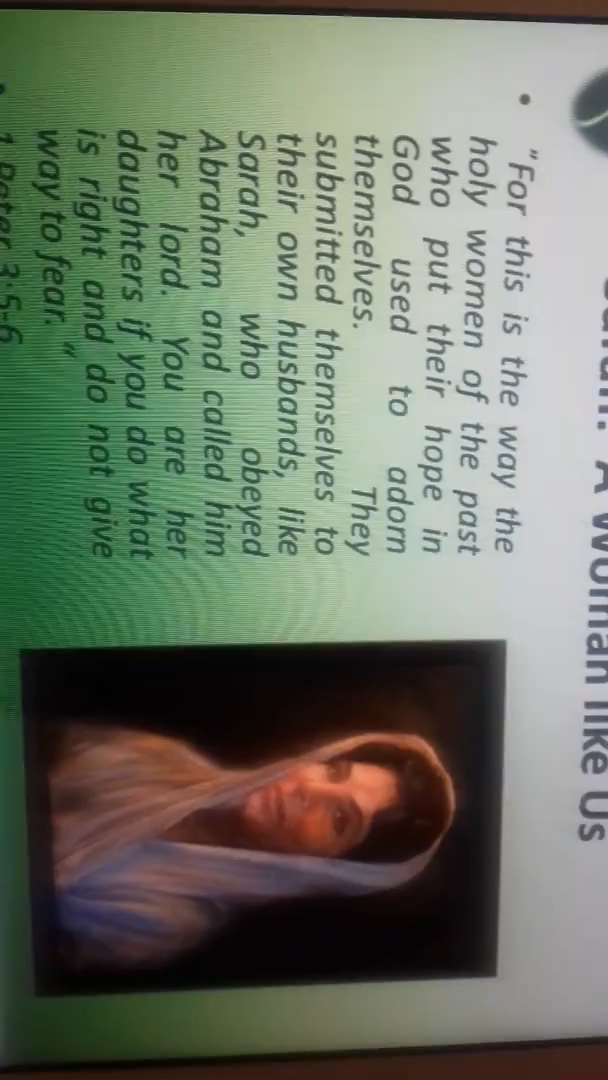 Sarah: A Woman like Us
• "For this is the way the
holy women of the past
who put their hope in
God used to adorn
themselves. They
submitted themselves to
their own husbands, like
Sarah, who obeyed
Abraham and called him
her lord. You are her
daughters if you do what
is right and do not give
way to fear. "
1 Peter 3:5-6